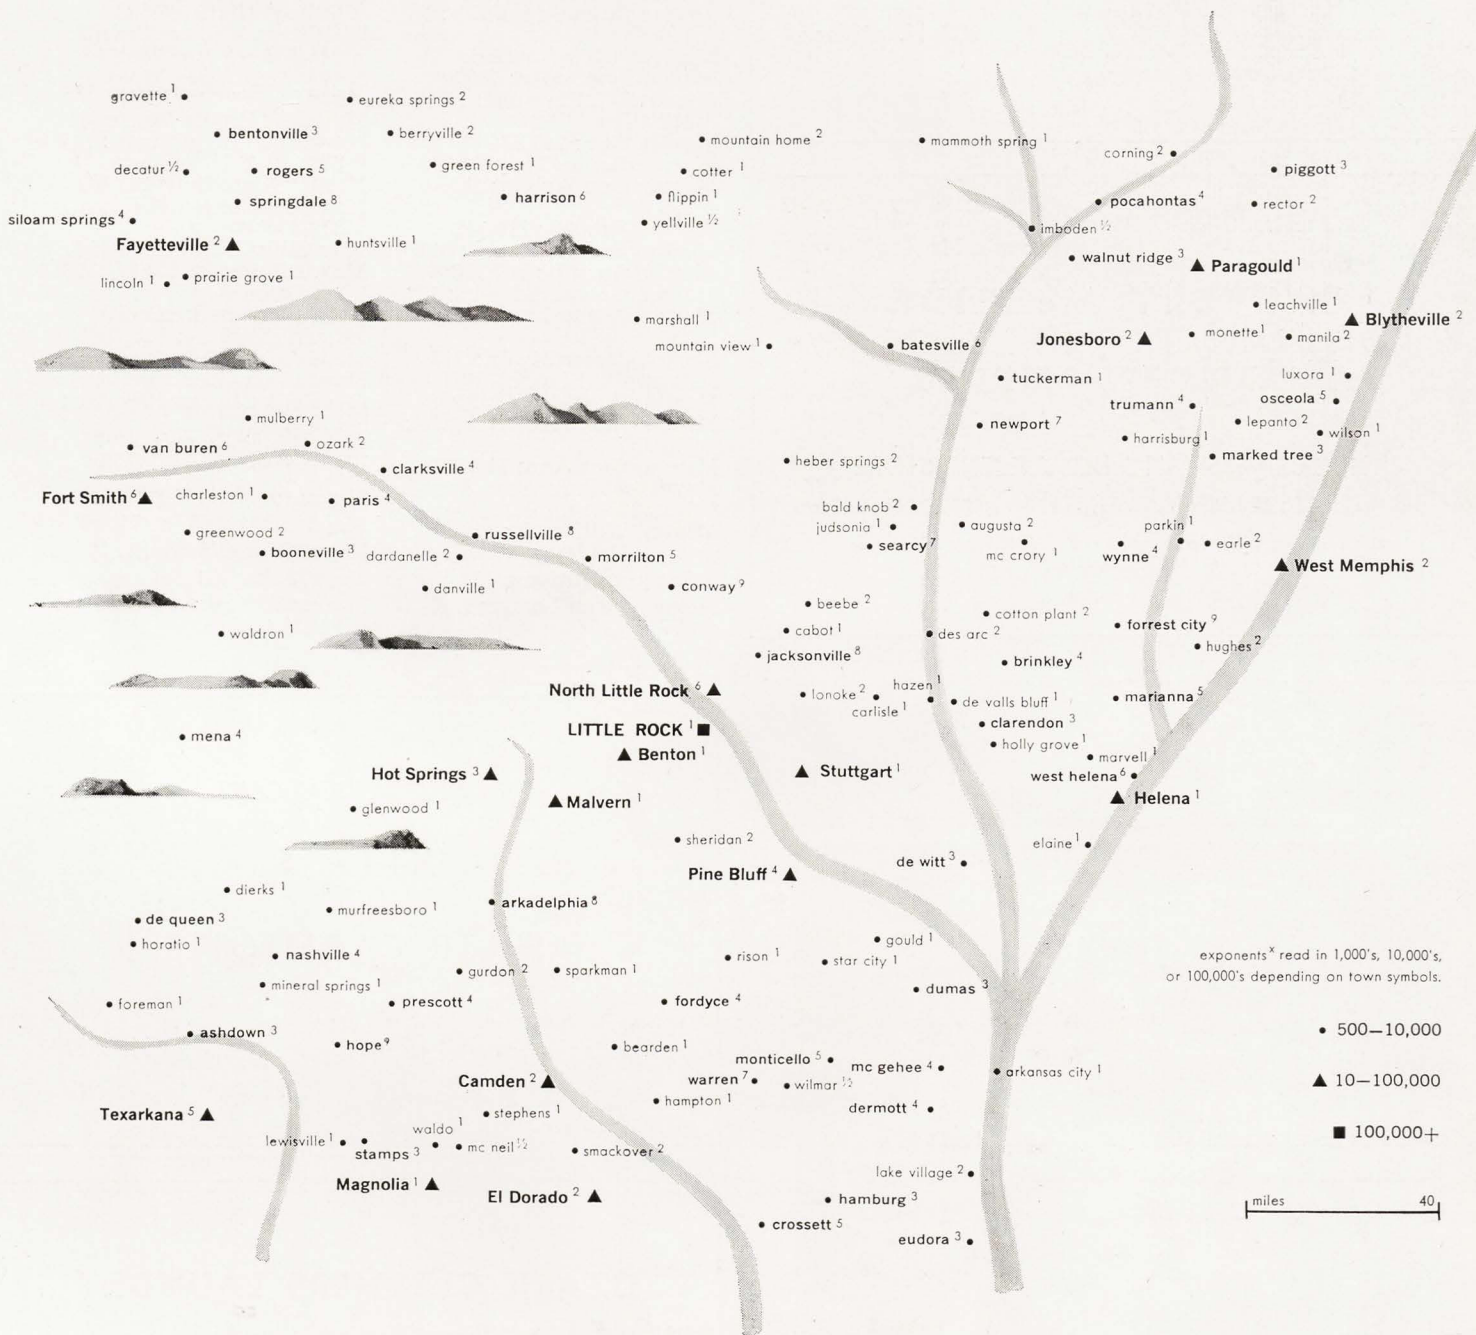 gravette 1
eureka springs 2
bentonville 3
berryville 2
mountain home 2
mammoth spring 1
corning 2
decatur ½
rogers 5
green forest 1
cotter 1
piggott 3
springdale 8
harrison 6
flippin 1
pocahontas 4
rector 2
siloam springs 4
yellville ½
imboden ½
Fayetteville 2
huntsville 1
walnut ridge 3
Paragould 1
lincoln 1
prairie grove 1
leachville 1
marshall 1
Blytheville 2
mountain view 1
batesville 6
Jonesboro 2
monette 1
manila 2
tuckerman 1
luxora 1
trumann 4
osceola 5
mulberry 1
newport 7
lepanto 2
van buren 6
ozark 2
harrisburg 1
wilson 1
clarksville 4
heber springs 2
marked tree 3
Fort Smith 6
charleston 1
paris 4
bald knob 2
greenwood 2
russellville 8
judsonia 1
augusta 2
parkin 1
booneville 3
dardanelle 2
morrilton 5
searcy 7
mc crory 1
wynne 4
earle 2
West Memphis 2
danville 1
conway 9
beebe 2
cotton plant 2
waldron 1
cabot 1
des arc 2
forrest city 9
hughes 2
jacksonville 8
brinkley 4
North Little Rock 6
lonoke 2
hazen 1
carlisle 1
de valls bluff 1
marianna 5
LITTLE ROCK 1
clarendon 3
mena 4
Benton 1
holly grove 1
marvell 1
Hot Springs 3
Stuttgart 1
west helena 6
Malvern 1
Helena 1
glenwood 1
sheridan 2
elaine 1
Pine Bluff 4
de witt 3
dierks 1
arkadelphia 8
de queen 3
murfreesboro 1
horatio 1
gould 1
nashville 4
rison 1
star city 1
exponents x read in 1,000's, 10,000's,
or 100,000's depending on town symbols.
gurdon 2
sparkman 1
mineral springs 1
dumas 3
foreman 1
prescott 4
fordyce 4
ashdown 3
500—10,000
hope 9
bearden 1
monticello 5
mc gehee 4
arkansas city 1
Camden 2
warren 7
wilmar ½
10—100,000
hampton 1
Texarkana 5
stephens 1
dermott 4
waldo 1
100,000+
lewisville 1
stamps 3
mc neil ½
smackover 2
Magnolia 1
El Dorado 2
lake village 2
hamburg 3
miles 40
crossett 5
eudora 3